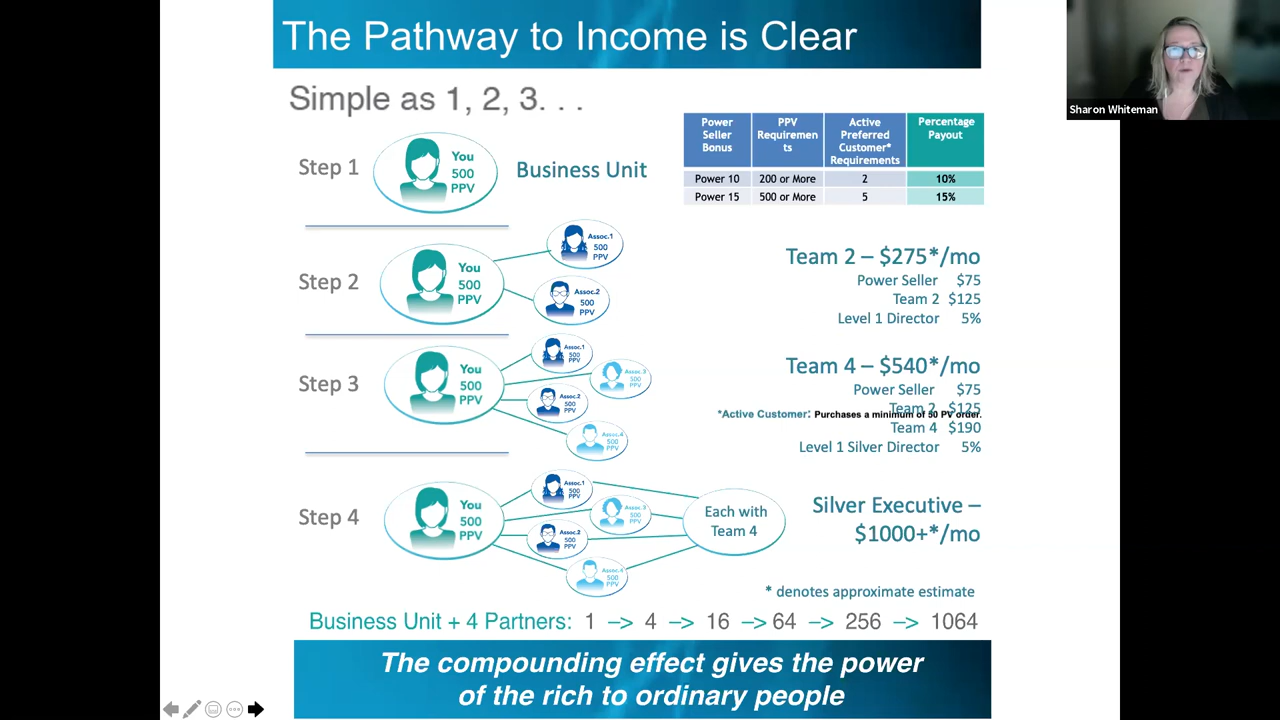 The Pathway to Income is Clear
Sharon Whiteman
Simple as 1, 2, 3. . .
Power
Seller
Bonus
PPV
Requiremen
ts
Active
Preferred
Customer*
Requirements
Percentage
Payout
Power 10 200 or More 2 10%
Power 15 500 or More 5 15%
Step 1
You
500
PPV
Business Unit
Step 2
You
500
PPV
Assoc.1
500
PPV
Assoc.2
500
PPV
Team 2 – $275*/mo
Power Seller $75
Team 2 $125
Level 1 Director 5%
Step 3
You
500
PPV
Assoc.1
500
PPV
Assoc.3
500
PPV
Assoc.2
500
PPV
Assoc.4
500
PPV
Team 4 – $540*/mo
Power Seller $75
Team 2 $125
*Active Customer: Purchases a minimum of 50 PV order.
Team 4 $190
Level 1 Silver Director 5%
Step 4
You
500
PPV
Assoc.1
500
PPV
Assoc.3
500
PPV
Assoc.2
500
PPV
Assoc.4
500
PPV
Each with
Team 4
Silver Executive –
$1000+*/mo
* denotes approximate estimate
Business Unit + 4 Partners: 1 –> 4 –> 16 –> 64 –> 256 –> 1064
The compounding effect gives the power
of the rich to ordinary people